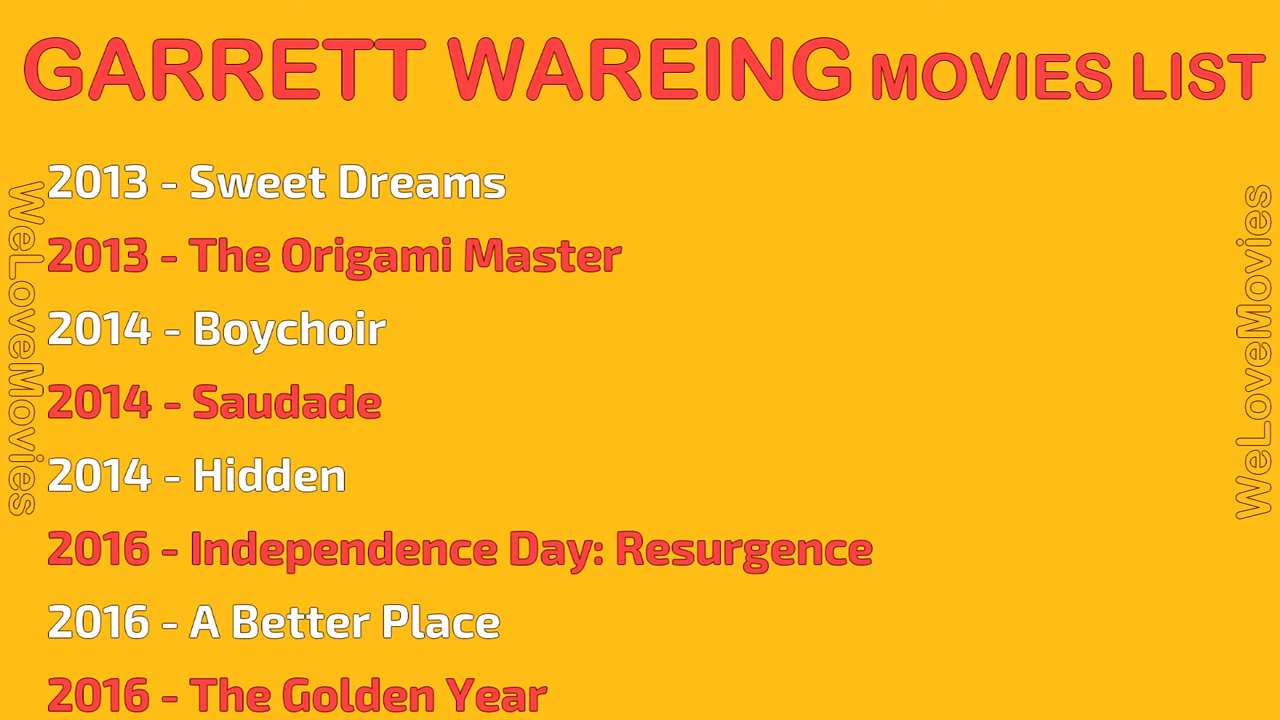 GARRETT WAREING MOVIES LIST
2013 - Sweet Dreams
2013 - The Origami Master
2014 - Boychoir
2014 - Saudade
2014 - Hidden
2016 - Independence Day: Resurgence
2016 - A Better Place
2016 - The Golden Year
WeLoveMovies
WeLoveMovies